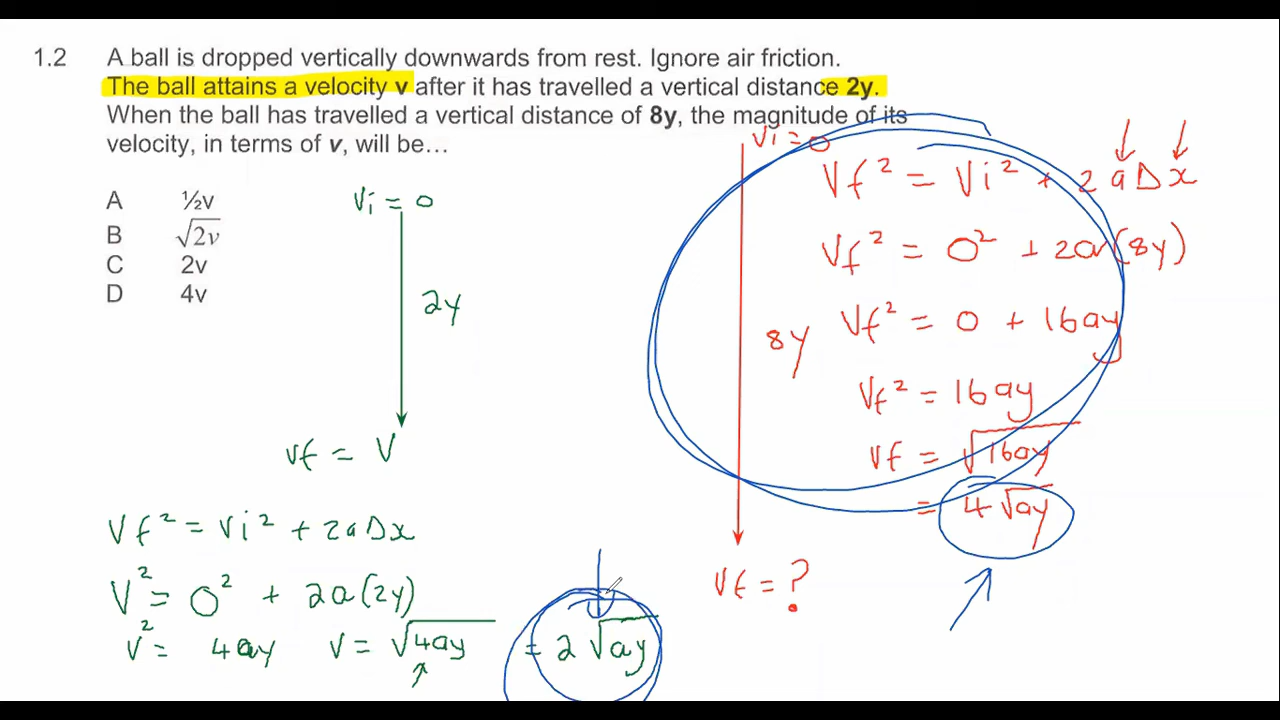 1.2 A ball is dropped vertically downwards from rest. Ignore air friction.
The ball attains a velocity v after it has travelled a vertical distance 2y.
When the ball has travelled a vertical distance of 8y, the magnitude of its
velocity, in terms of v, will be…
A ½v
B √2v
C 2v
D 4v
Vi = 0
2y
Vf = V
Vf² = Vi² + 2aΔx
V² = 0² + 2a(2y)
V² = 4ay V = √4ay = 2√ay
Vi = 0
8y
Vf = ?
Vf² = Vi² + 2aΔx
Vf² = 0² + 2a(8y)
Vf² = 0 + 16ay
Vf² = 16ay
Vf = √16ay
= 4√ay